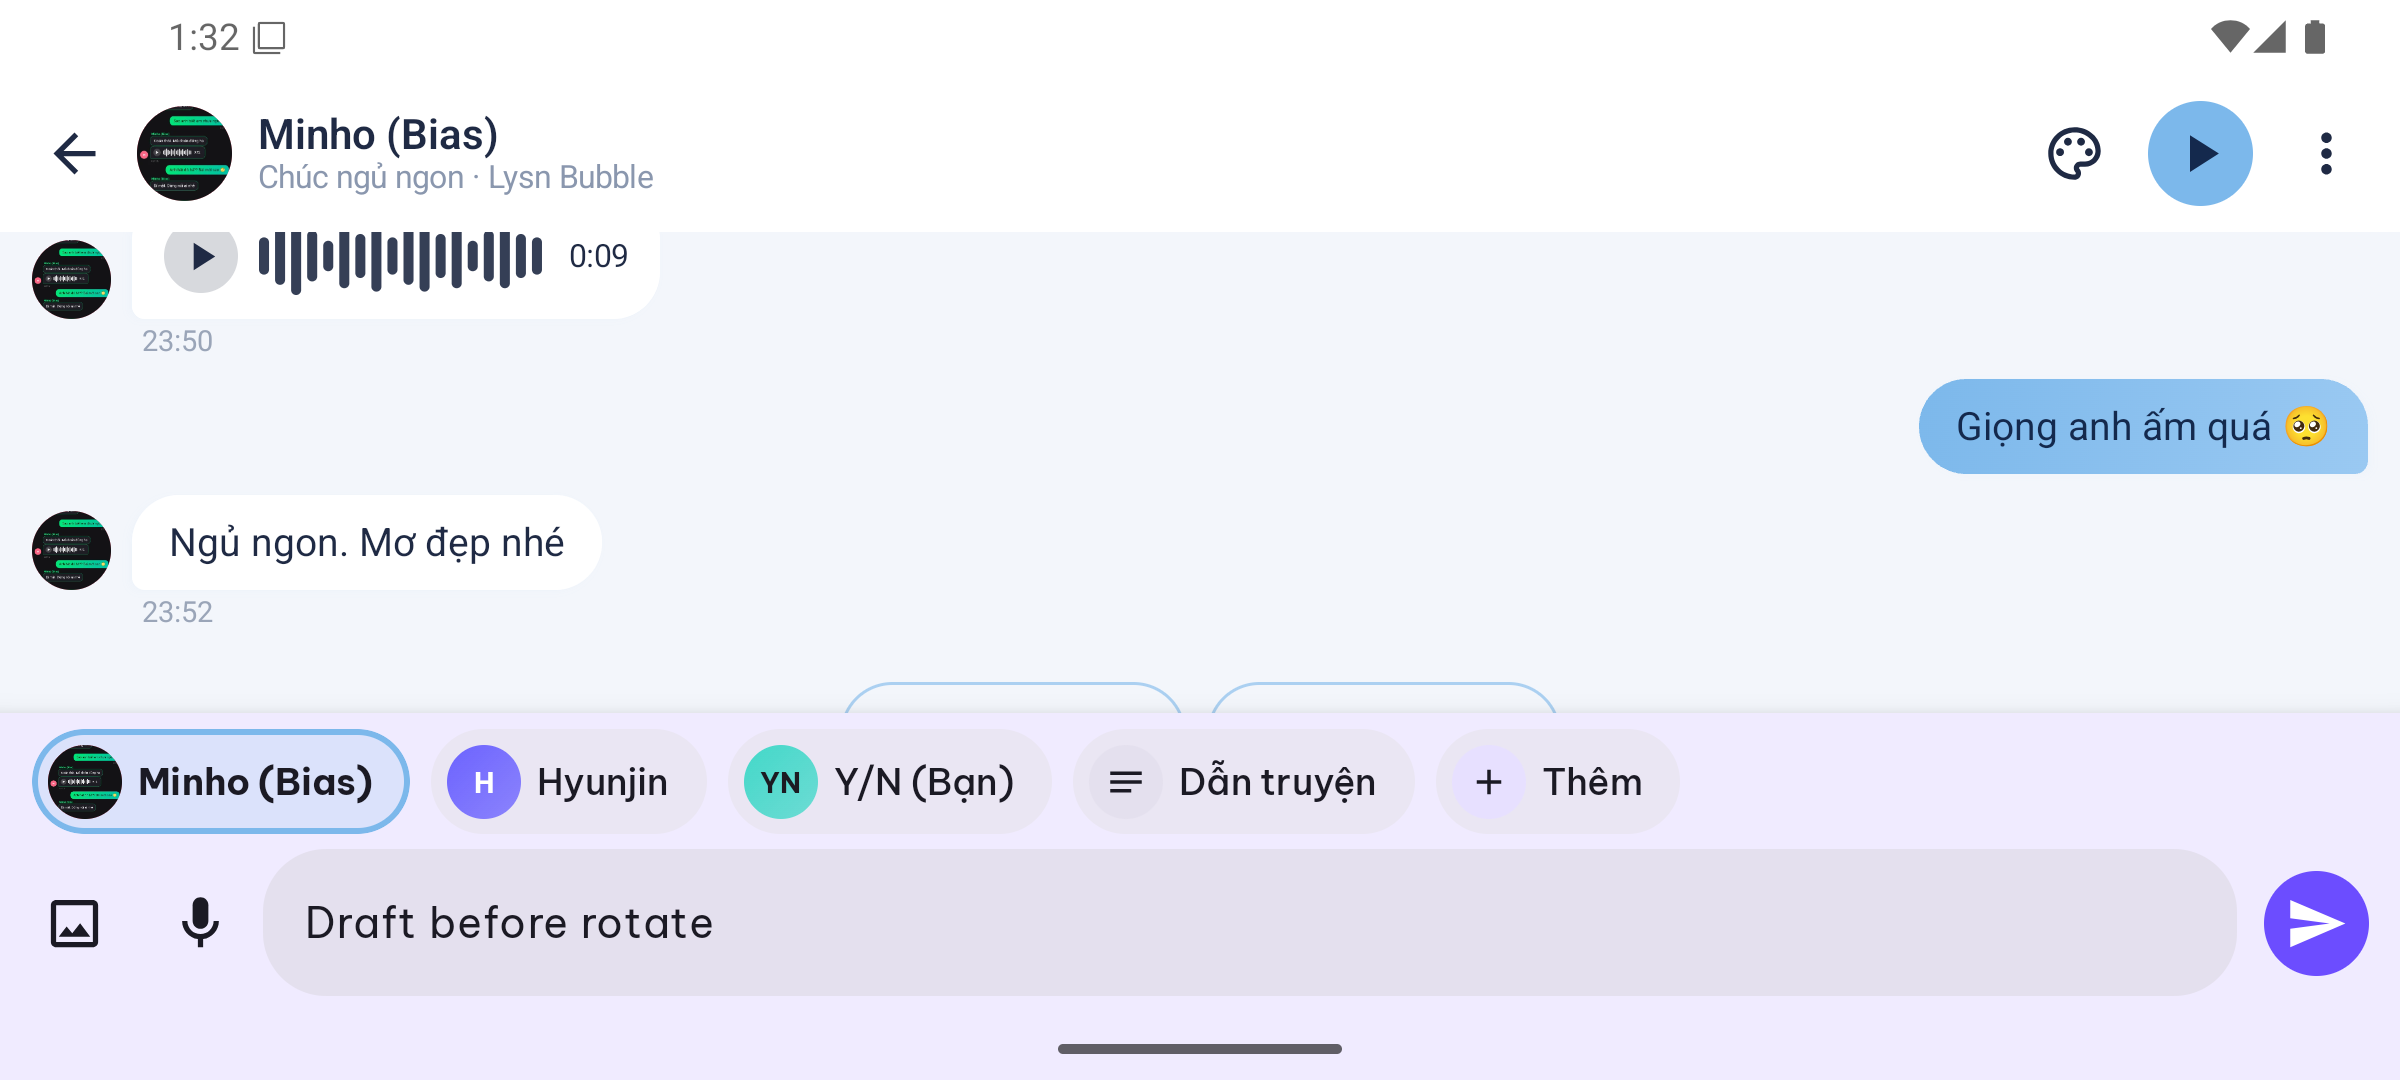 1:32
Minho (Bias)
Chúc ngủ ngon · Lysn Bubble
0:09
23:50
Giọng anh ấm quá 🥺
Ngủ ngon. Mơ đẹp nhé
23:52
Minho (Bias)
H Hyunjin
YN Y/N (Bạn)
Dẫn truyện
Thêm
Draft before rotate